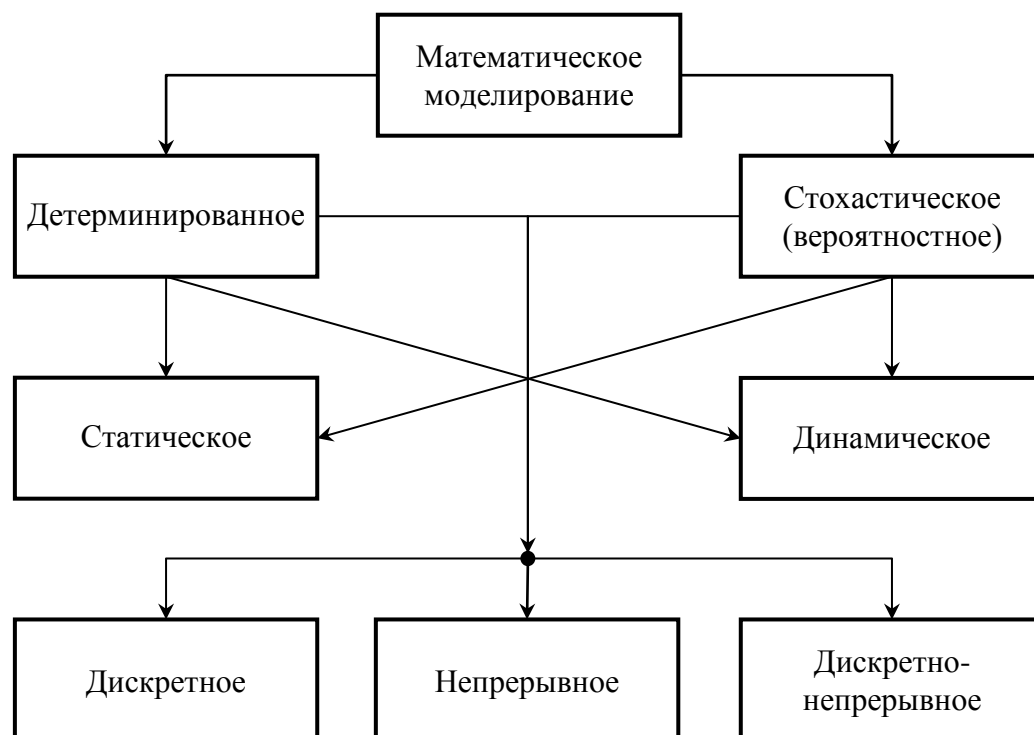 Математическое
моделирование
Детерминированное
Стохастическое
(вероятностное)
Статическое
Динамическое
Дискретное
Непрерывное
Дискретно-
непрерывное